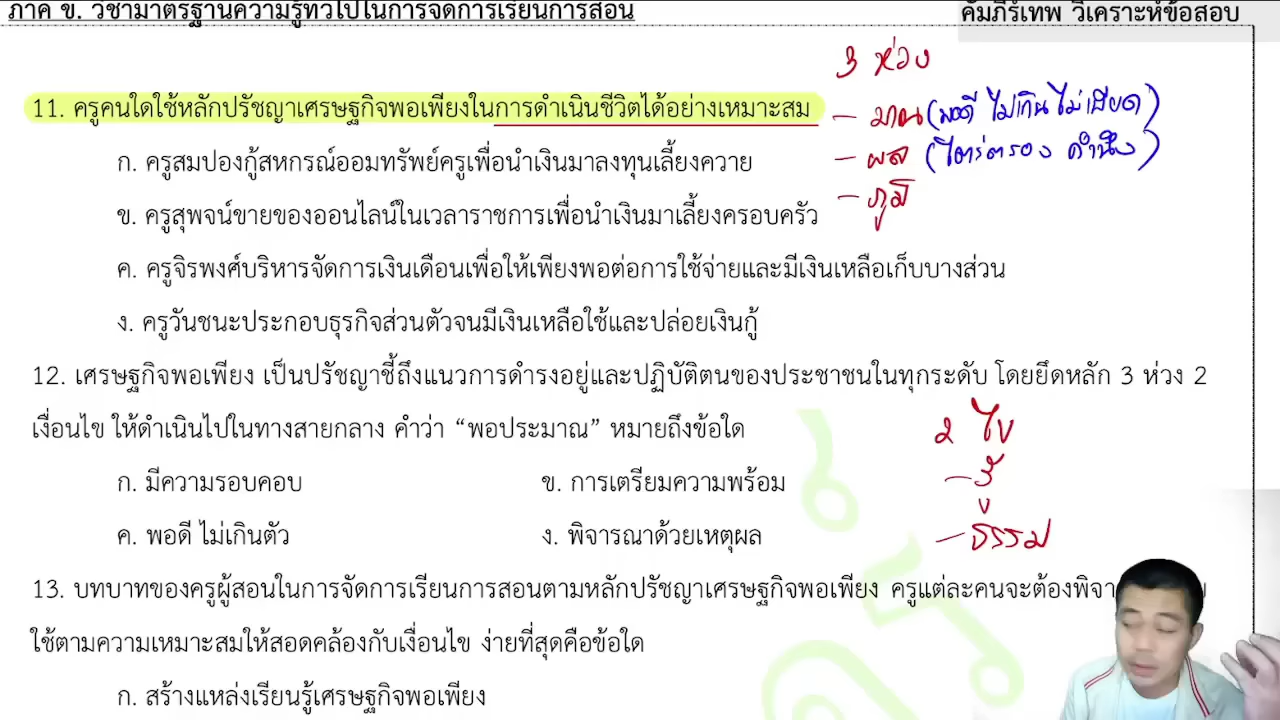 ภาค ข. วิชามาตรฐานความรู้ทั่วไปในการจัดการเรียนการสอน
คัมภีร์เทพ วิเคราะห์ข้อสอบ
3 ห่วง
11. ครูคนใดใช้หลักปรัชญาเศรษฐกิจพอเพียงในการดำเนินชีวิตได้อย่างเหมาะสม
– มาณ (พอดี ไม่เกิน ไม่เบียด)
ก. ครูสมปองกู้สหกรณ์ออมทรัพย์ครูเพื่อนำเงินมาลงทุนเลี้ยงควาย
– ผล (ไตร่ตรอง คำนึง)
– ภูมิ
ข. ครูสุพจน์ขายของออนไลน์ในเวลาราชการเพื่อนำเงินมาเลี้ยงครอบครัว
ค. ครูจิรพงศ์บริหารจัดการเงินเดือนเพื่อให้เพียงพอต่อการใช้จ่ายและมีเงินเหลือเก็บบางส่วน
ง. ครูวันชนะประกอบธุรกิจส่วนตัวจนมีเงินเหลือใช้และปล่อยเงินกู้
12. เศรษฐกิจพอเพียง เป็นปรัชญาชี้ถึงแนวการดำรงอยู่และปฏิบัติตนของประชาชนในทุกระดับ โดยยึดหลัก 3 ห่วง 2
เงื่อนไข ให้ดำเนินไปในทางสายกลาง คำว่า “พอประมาณ” หมายถึงข้อใด
2 ไข
ก. มีความรอบคอบ ข. การเตรียมความพร้อม
– รู้
ค. พอดี ไม่เกินตัว ง. พิจารณาด้วยเหตุผล
– ธรรม
13. บทบาทของครูผู้สอนในการจัดการเรียนการสอนตามหลักปรัชญาเศรษฐกิจพอเพียง ครูแต่ละคนจะต้อง
ใช้ตามความเหมาะสมให้สอดคล้องกับเงื่อนไข ง่ายที่สุดคือข้อใด
ก. สร้างแหล่งเรียนรู้เศรษฐกิจพอเพียง